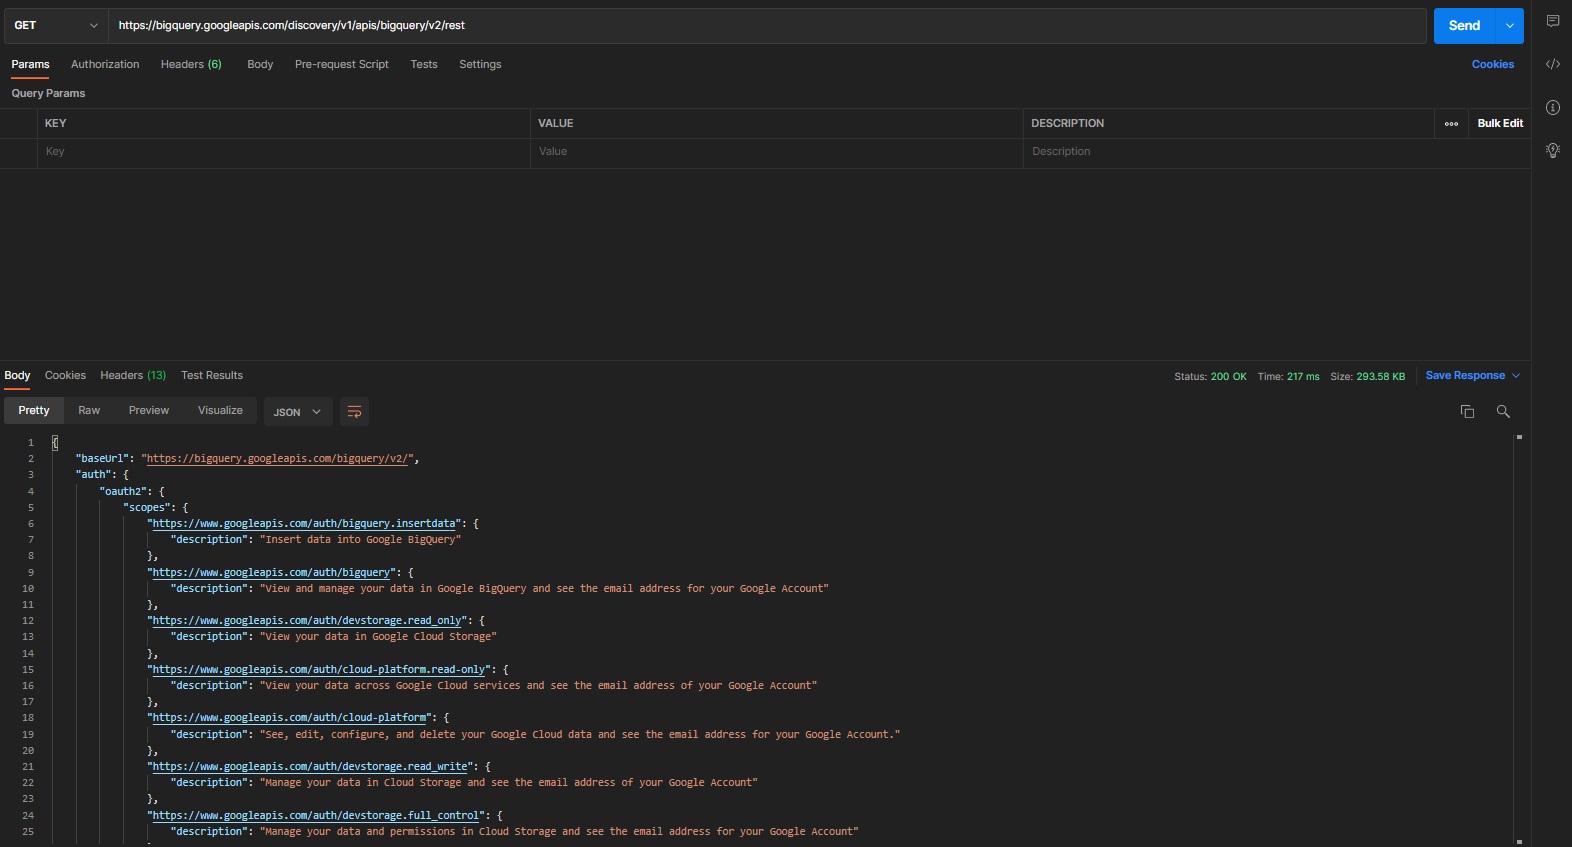 GET https://bigquery.googleapis.com/discovery/v1/apis/bigquery/v2/rest Send
Params Authorization Headers (6) Body Pre-request Script Tests Settings Cookies
Query Params
KEY VALUE DESCRIPTION ooo Bulk Edit
Key Value Description
Body Cookies Headers (13) Test Results Status: 200 OK Time: 217 ms Size: 293.58 KB Save Response
Pretty Raw Preview Visualize JSON
1 {
2 "baseUrl": "https://bigquery.googleapis.com/bigquery/v2/",
3 "auth": {
4 "oauth2": {
5 "scopes": {
6 "https://www.googleapis.com/auth/bigquery.insertdata": {
7 "description": "Insert data into Google BigQuery"
8 },
9 "https://www.googleapis.com/auth/bigquery": {
10 "description": "View and manage your data in Google BigQuery and see the email address for your Google Account"
11 },
12 "https://www.googleapis.com/auth/devstorage.read_only": {
13 "description": "View your data in Google Cloud Storage"
14 },
15 "https://www.googleapis.com/auth/cloud-platform.read-only": {
16 "description": "View your data across Google Cloud services and see the email address of your Google Account"
17 },
18 "https://www.googleapis.com/auth/cloud-platform": {
19 "description": "See, edit, configure, and delete your Google Cloud data and see the email address for your Google Account."
20 },
21 "https://www.googleapis.com/auth/devstorage.read_write": {
22 "description": "Manage your data in Cloud Storage and see the email address of your Google Account"
23 },
24 "https://www.googleapis.com/auth/devstorage.full_control": {
25 "description": "Manage your data and permissions in Cloud Storage and see the email address for your Google Account"